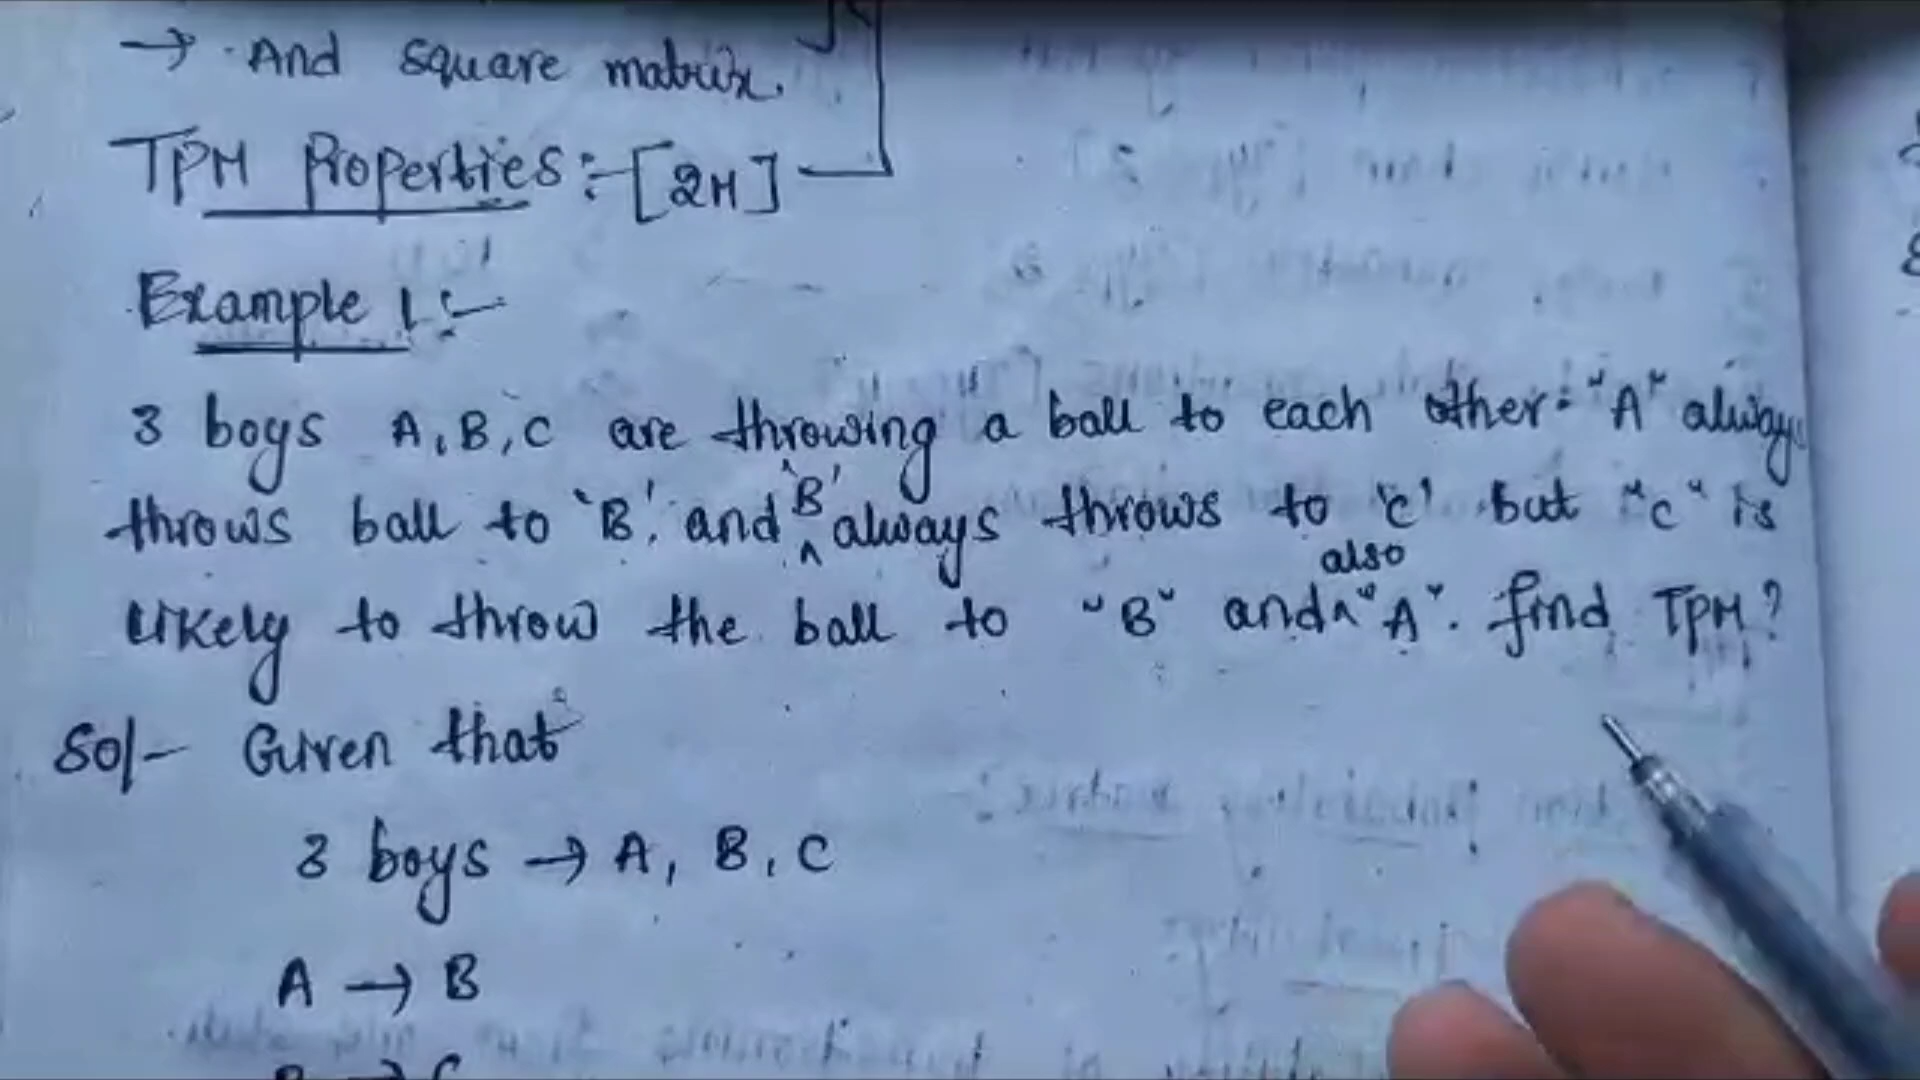 → And square matrix.
TPM Properties:- [2M]
Example 1:-
3 boys A, B, C are throwing a ball to each other. "A" always
throws ball to 'B'. and 'B' always throws to 'C' but "C" is
likely to throw the ball to "B" and also "A". find TPM?
Sol- Given that
3 boys → A, B, C
A → B
B → C